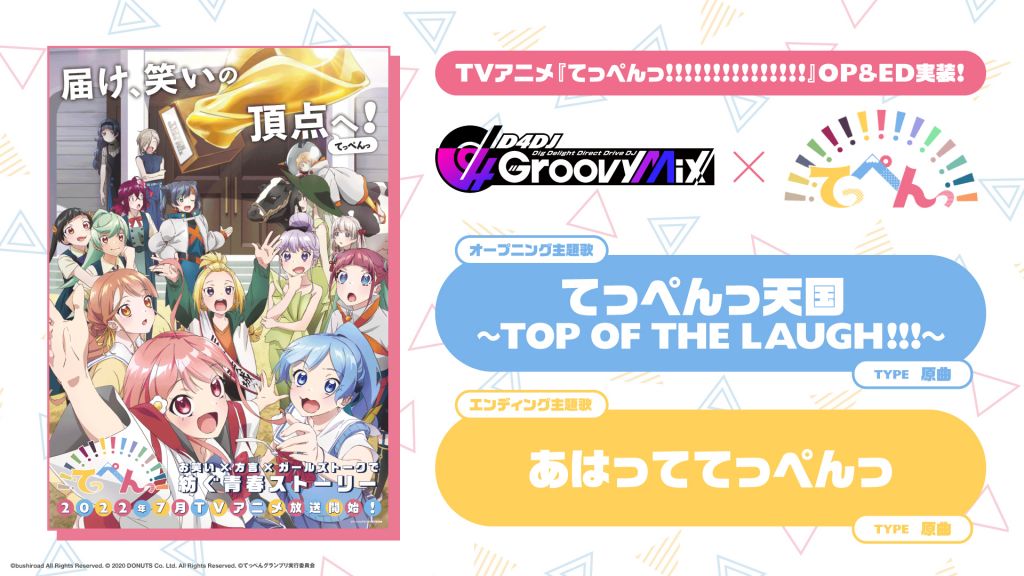 届け、笑いの
頂点へ!
てっぺんっ
てっぺんっ
お笑い×方言×ガールズトークで
紡ぐ青春ストーリー
2022年7月TVアニメ放送開始!
TVアニメ『てっぺんっ!!!!!!!!!!!!!!!』OP&ED実装!
D4DJ
Dig Delight Direct Drive DJ
Groovy Mix
×
てっぺんっ
オープニング主題歌
てっぺんっ天国
~TOP OF THE LAUGH!!!~
TYPE 原曲
エンディング主題歌
あはっててっぺんっ
TYPE 原曲
©bushiroad All Rights Reserved. © 2020 DONUTS Co. Ltd. All Rights Reserved. ©てっぺんグランプリ実行委員会